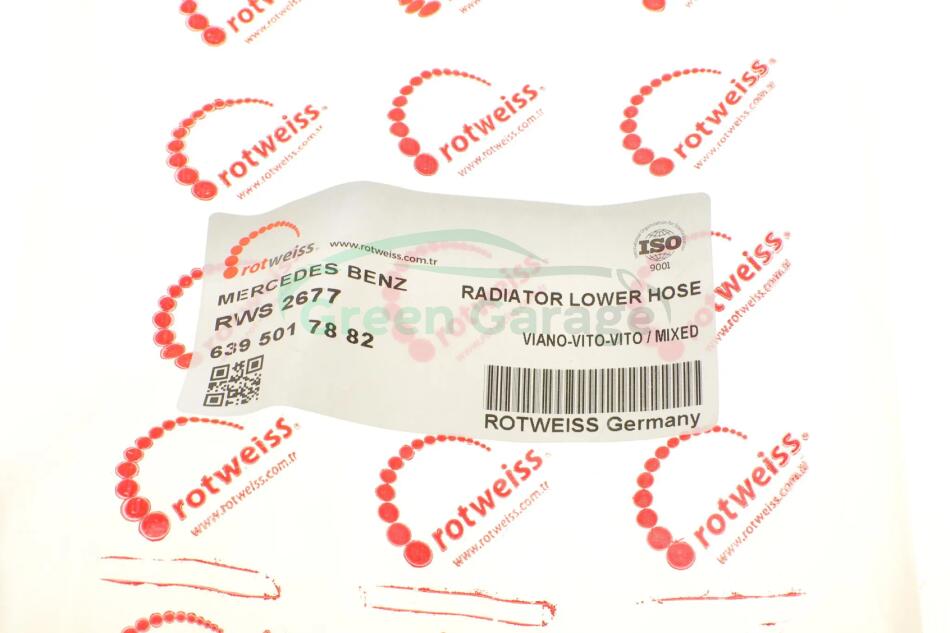 rotweiss
www.rotweiss.com.tr
rotweiss
www.rotweiss.com.tr
rotweiss
www.rotweiss.com.tr
rotweiss
www.rotweiss.com.tr
rotweiss
www.rotweiss.com.tr
ISO
9001
MERCEDES BENZ
RWS 2677
639 501 78 82
RADIATOR LOWER HOSE
VIANO-VITO-VITO / MIXED
Green Garage
ROTWEISS Germany
rotweiss
www.rotweiss.com.tr
rotweiss
www.rotweiss.com.tr
rotweiss
www.rotweiss.com.tr